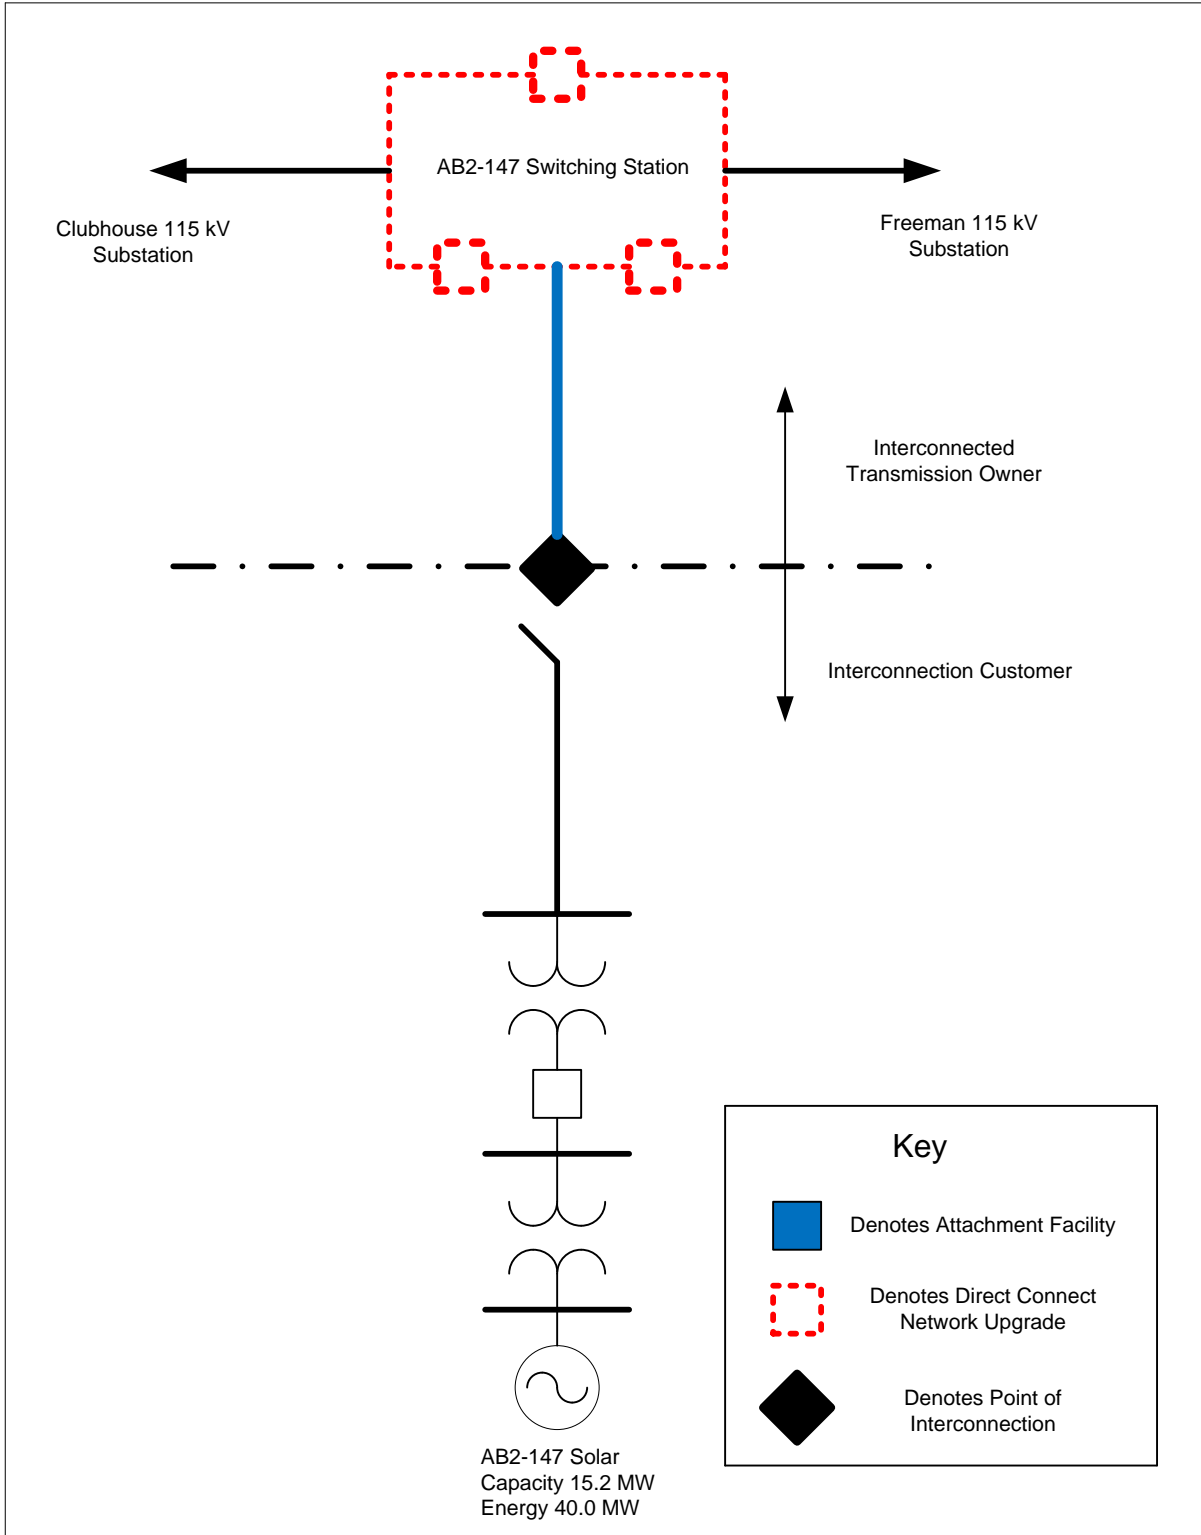 AB2-147 Switching Station
Clubhouse 115 kV
Substation
Freeman 115 kV
Substation
Interconnected
Transmission Owner
Interconnection Customer
Key
Denotes Attachment Facility
Denotes Direct Connect
Network Upgrade
Denotes Point of
Interconnection
AB2-147 Solar
Capacity 15.2 MW
Energy 40.0 MW